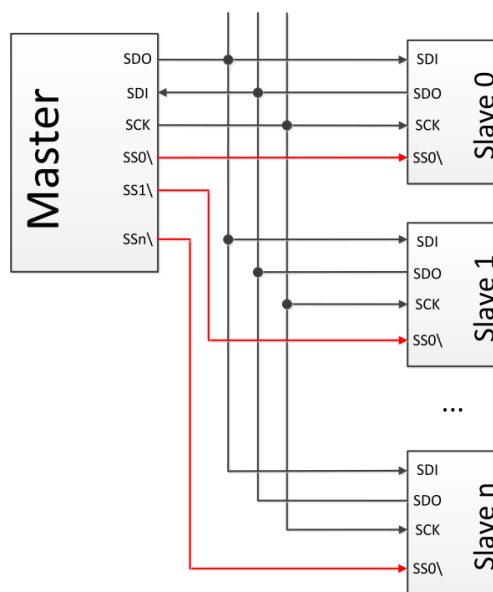 Master
SDO
SDI
SCK
SS0\
SS1\
SSn\
SDI
SDO
SCK
SS0\
Slave 0
SDI
SDO
SCK
SS0\
Slave 1
...
SDI
SDO
SCK
SS0\
Slave n